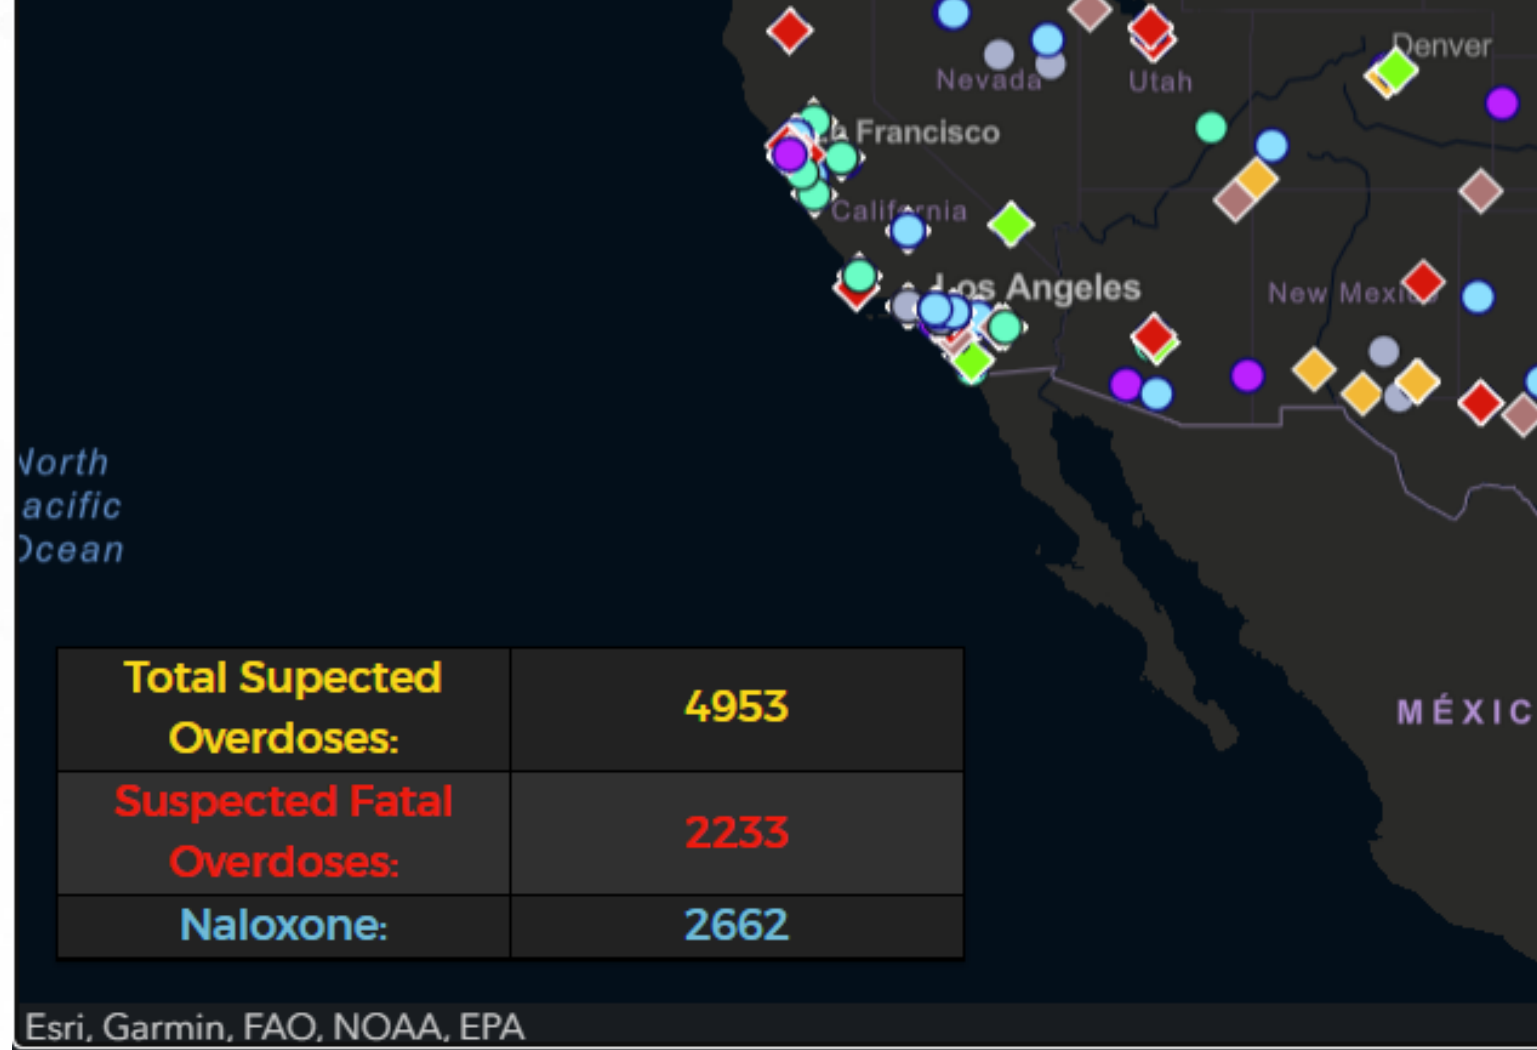 Denver
Nevada
Utah
Francisco
California
Los Angeles
New Mexi
North
acific
Ocean
Total Supected
Overdoses:
4953
MÉXIC
Suspected Fatal
Overdoses:
2233
Naloxone:
2662
Esri, Garmin, FAO, NOAA, EPA